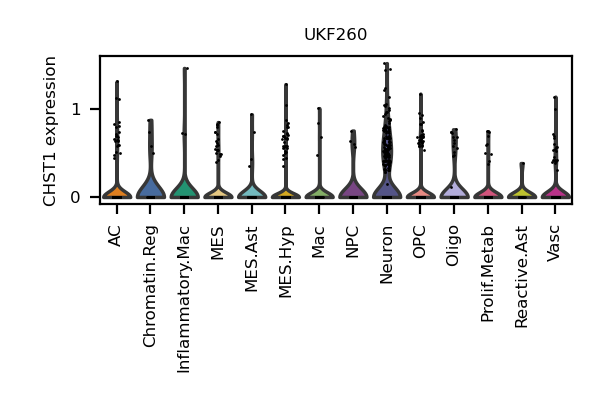 UKF260
CHST1 expression
1
0
AC
Chromatin.Reg
Inflammatory.Mac
MES
MES.Ast
MES.Hyp
Mac
NPC
Neuron
OPC
Oligo
Prolif.Metab
Reactive.Ast
Vasc